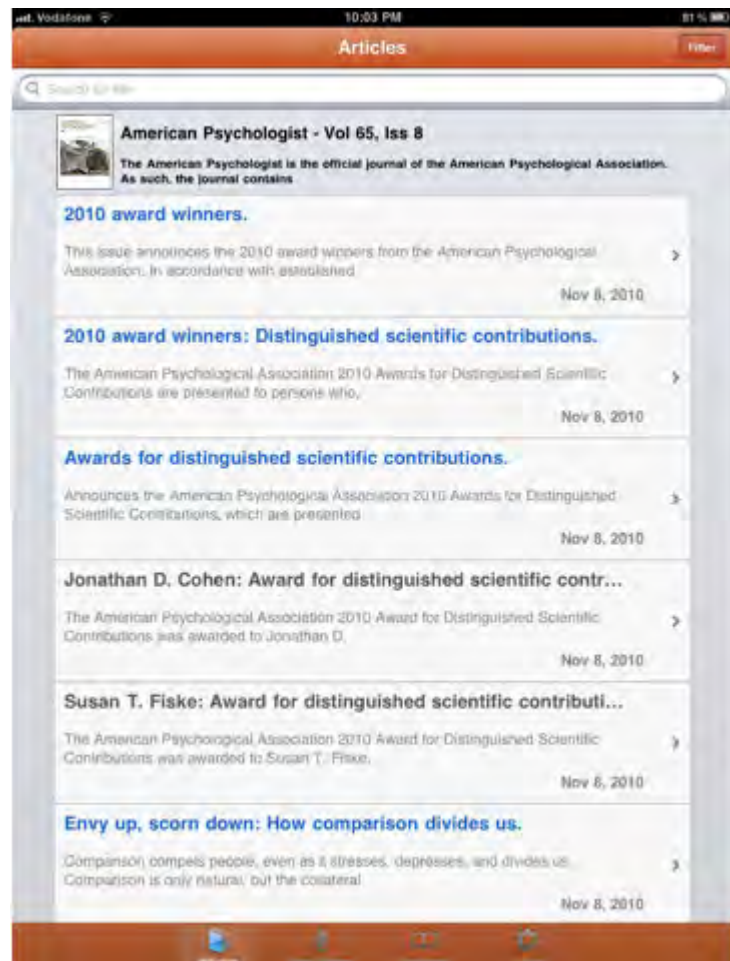 Vodafone 10:03 PM 81 %
Articles Filter
Search for title
American Psychologist - Vol 65, Iss 8
The American Psychologist is the official journal of the American Psychological Association.
As such, the journal contains
2010 award winners.
This issue announces the 2010 award winners from the American Psychological
Association. In accordance with established
Nov 8, 2010
2010 award winners: Distinguished scientific contributions.
The American Psychological Association 2010 Awards for Distinguished Scientific
Contributions are presented to persons who,
Nov 8, 2010
Awards for distinguished scientific contributions.
Announces the American Psychological Association 2010 Awards for Distinguished
Scientific Contributions, which are presented
Nov 8, 2010
Jonathan D. Cohen: Award for distinguished scientific contr...
The American Psychological Association 2010 Award for Distinguished Scientific
Contributions was awarded to Jonathan D.
Nov 8, 2010
Susan T. Fiske: Award for distinguished scientific contributi...
The American Psychological Association 2010 Award for Distinguished Scientific
Contributions was awarded to Susan T. Fiske.
Nov 8, 2010
Envy up, scorn down: How comparison divides us.
Comparison compels people, even as it stresses, depresses, and divides us.
Comparison is only natural, but the collateral
Nov 8, 2010